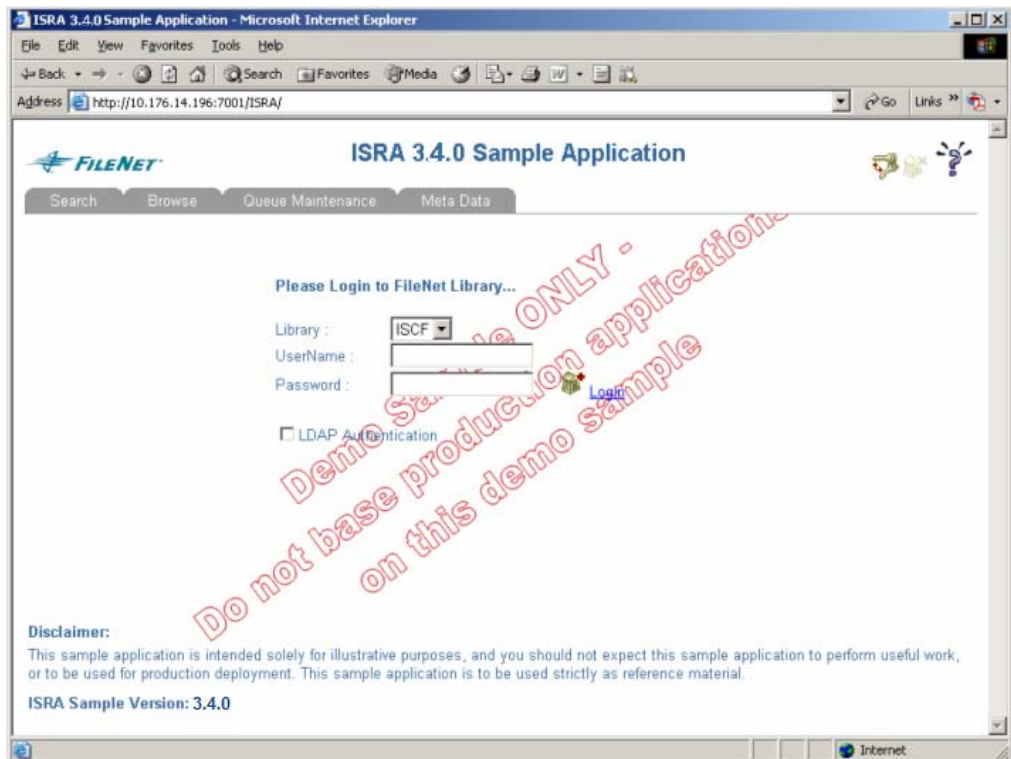 ISRA 3.4.0 Sample Application - Microsoft Internet Explorer
File Edit View Favorites Tools Help
Back Search Favorites Media
Address http://10.176.14.196:7001/ISRA/ Go Links »
FILENET
ISRA 3.4.0 Sample Application
Search Browse Queue Maintenance Meta Data
Please Login to FileNet Library...
Library : ISCF
UserName :
Password :
Login
LDAP Authentication
Demo Sample ONLY -
Do not base production applications
on this demo sample
Disclaimer:
This sample application is intended solely for illustrative purposes, and you should not expect this sample application to perform useful work,
or to be used for production deployment. This sample application is to be used strictly as reference material.
ISRA Sample Version: 3.4.0
Internet